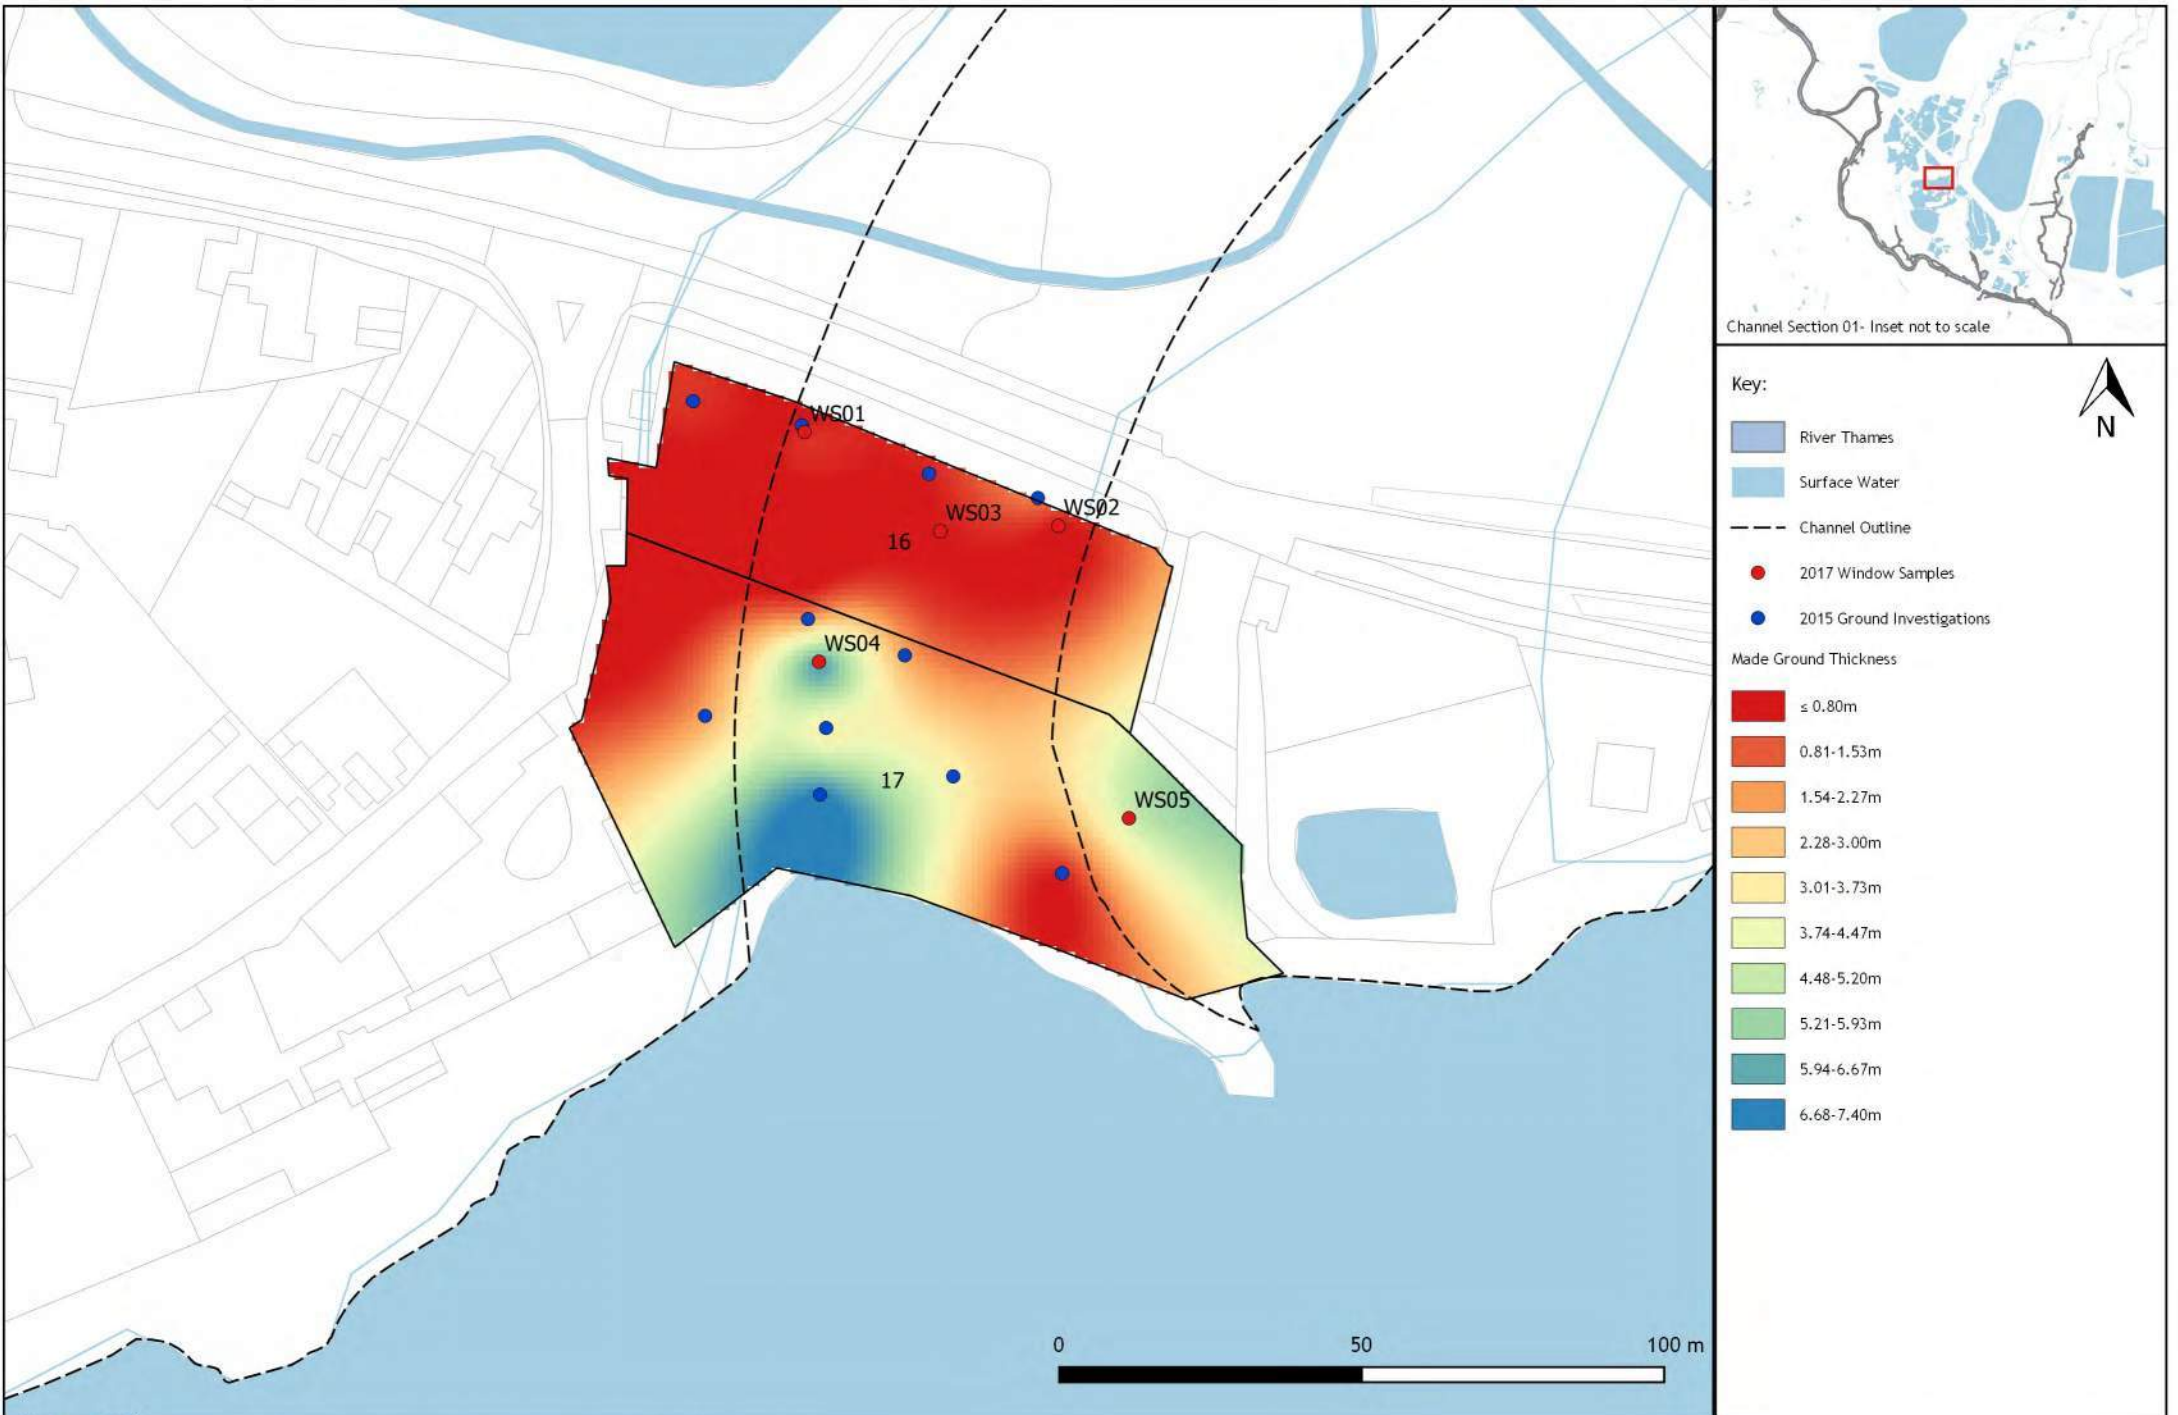 WS01
WS02
WS03
16
WS04
17
WS05
0 50 100 m
Channel Section 01- Inset not to scale
Key:
N
River Thames
Surface Water
Channel Outline
2017 Window Samples
2015 Ground Investigations
Made Ground Thickness
≤ 0.80m
0.81-1.53m
1.54-2.27m
2.28-3.00m
3.01-3.73m
3.74-4.47m
4.48-5.20m
5.21-5.93m
5.94-6.67m
6.68-7.40m